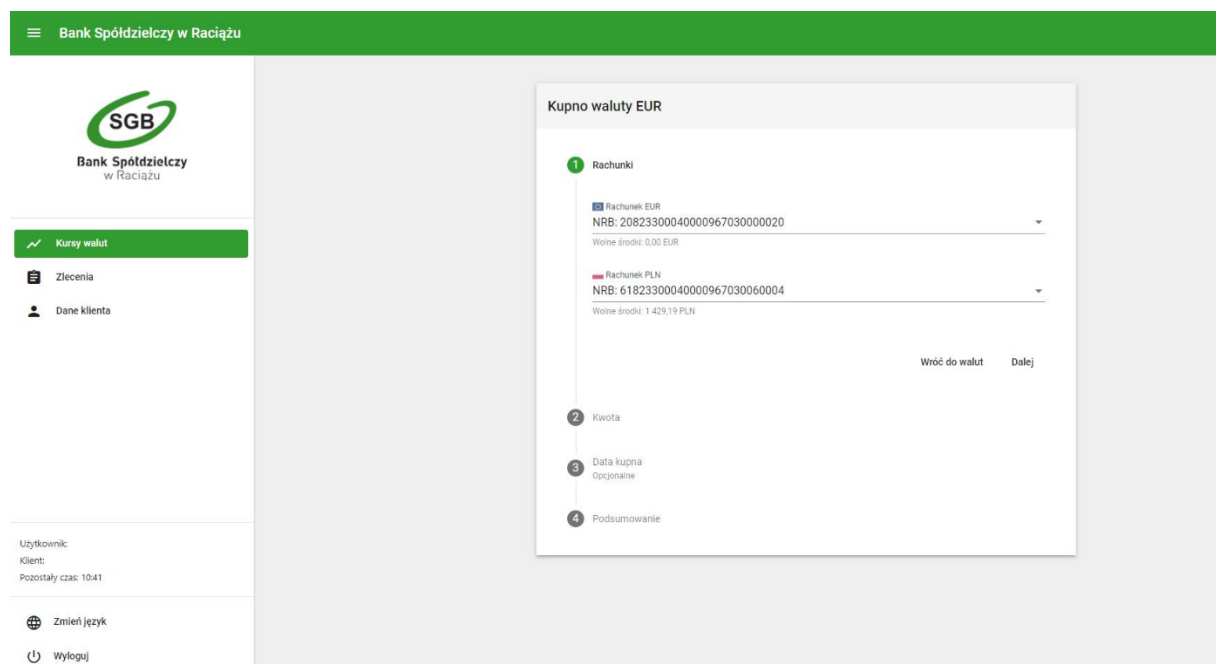 Bank Spółdzielczy w Raciążu
SGB
Bank Spółdzielczy
w Raciążu
Kursy walut
Zlecenia
Dane klienta
Użytkownik:
Klient:
Pozostały czas: 10:41
Zmień język
Wyloguj
Kupno waluty EUR
1 Rachunki
Rachunek EUR
NRB: 20823300040000967030000020
Wolne środki: 0,00 EUR
Rachunek PLN
NRB: 61823300040000967030060004
Wolne środki: 1 429,19 PLN
Wróć do walut Dalej
2 Kwota
3 Data kupna
Opcjonalne
4 Podsumowanie